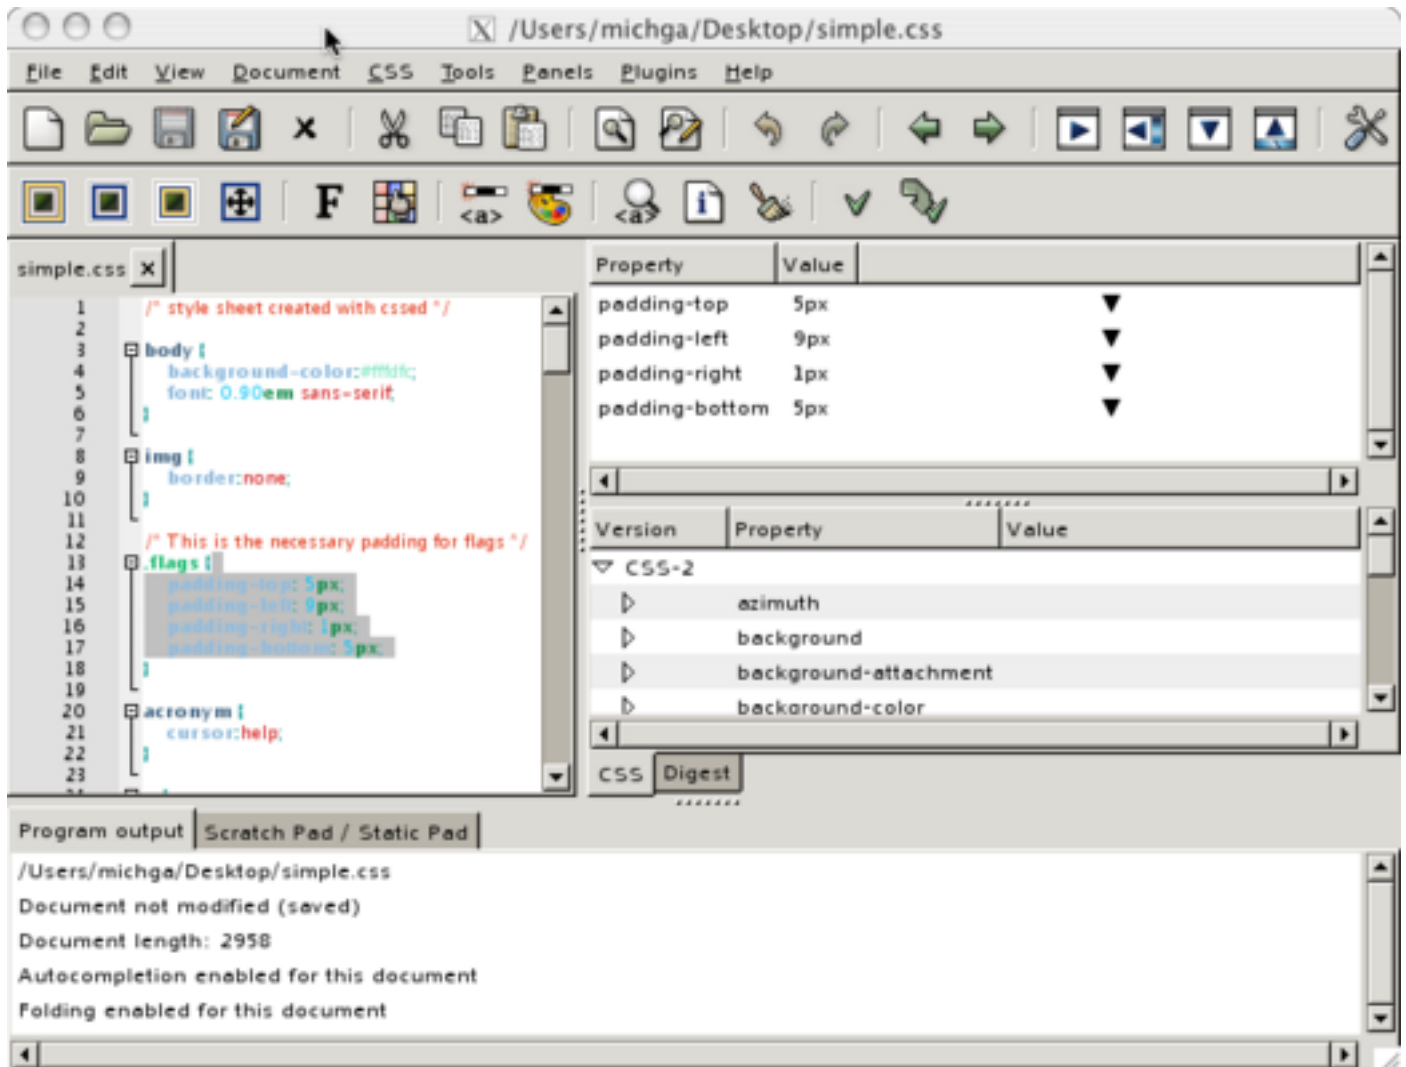 /Users/michga/Desktop/simple.css
File Edit View Document CSS Tools Panels Plugins Help
F
<a>
<a>
i
simple.css
1 /* style sheet created with cssed */
2
3 body {
4 background-color:#fffdfc;
5 font: 0.90em sans-serif;
6 }
7
8 img {
9 border:none;
10 }
11
12 /* This is the necessary padding for flags */
13 .flags {
14 padding-top: 5px;
15 padding-left: 9px;
16 padding-right: 1px;
17 padding-bottom: 5px;
18 }
19
20 acronym {
21 cursor:help;
22 }
23
Property Value
padding-top 5px
padding-left 9px
padding-right 1px
padding-bottom 5px
Version Property Value
CSS-2
azimuth
background
background-attachment
background-color
CSS Digest
Program output Scratch Pad / Static Pad
/Users/michga/Desktop/simple.css
Document not modified (saved)
Document length: 2958
Autocompletion enabled for this document
Folding enabled for this document